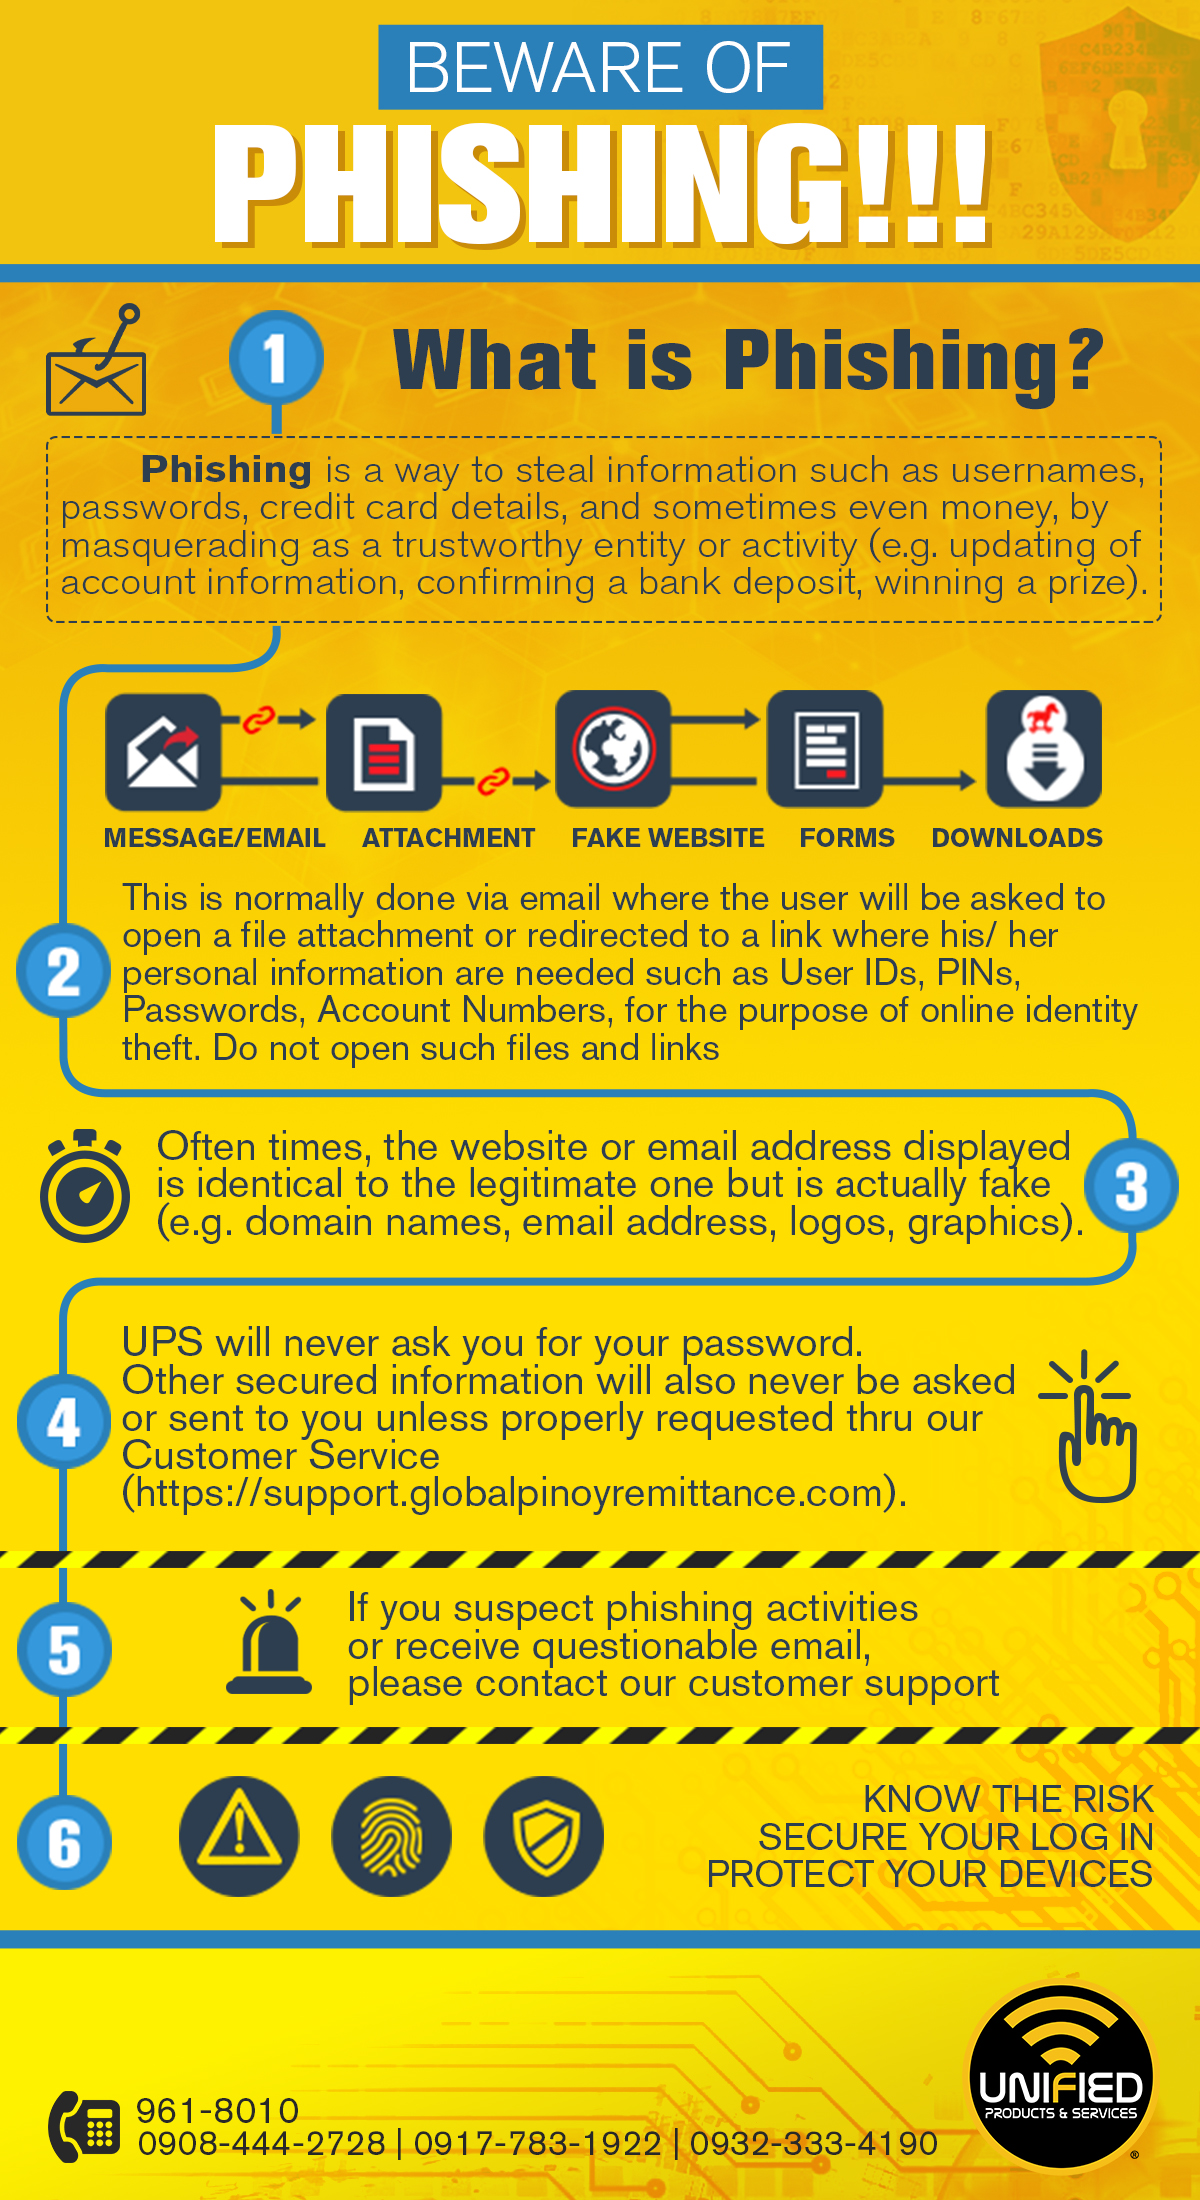 BEWARE OF
PHISHING!!!
1
What is Phishing?
Phishing is a way to steal information such as usernames,
passwords, credit card details, and sometimes even money, by
masquerading as a trustworthy entity or activity (e.g. updating of
account information, confirming a bank deposit, winning a prize).
MESSAGE/EMAIL ATTACHMENT FAKE WEBSITE FORMS DOWNLOADS
2
This is normally done via email where the user will be asked to
open a file attachment or redirected to a link where his/ her
personal information are needed such as User IDs, PINs,
Passwords, Account Numbers, for the purpose of online identity
theft. Do not open such files and links
Often times, the website or email address displayed
is identical to the legitimate one but is actually fake
(e.g. domain names, email address, logos, graphics).
3
4
UPS will never ask you for your password.
Other secured information will also never be asked
or sent to you unless properly requested thru our
Customer Service
(https://support.globalpinoyremittance.com).
5
If you suspect phishing activities
or receive questionable email,
please contact our customer support
6
KNOW THE RISK
SECURE YOUR LOG IN
PROTECT YOUR DEVICES
961-8010
0908-444-2728 | 0917-783-1922 | 0932-333-4190
UNIFIED
PRODUCTS & SERVICES
®